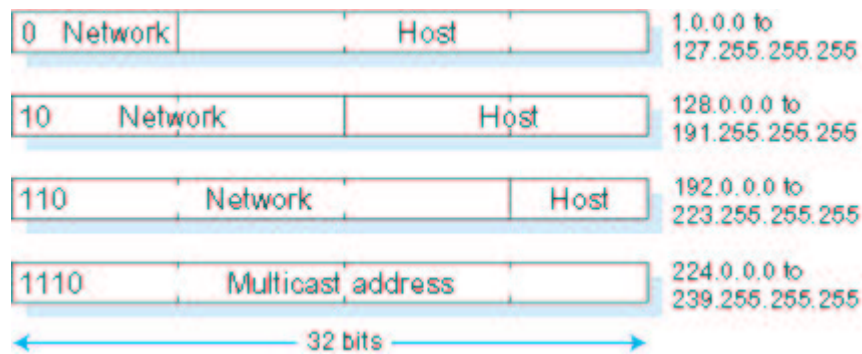 0 Network Host 1.0.0.0 to
127.255.255.255
10 Network Host 128.0.0.0 to
191.255.255.255
110 Network Host 192.0.0.0 to
223.255.255.255
1110 Multicast address 224.0.0.0 to
239.255.255.255
32 bits